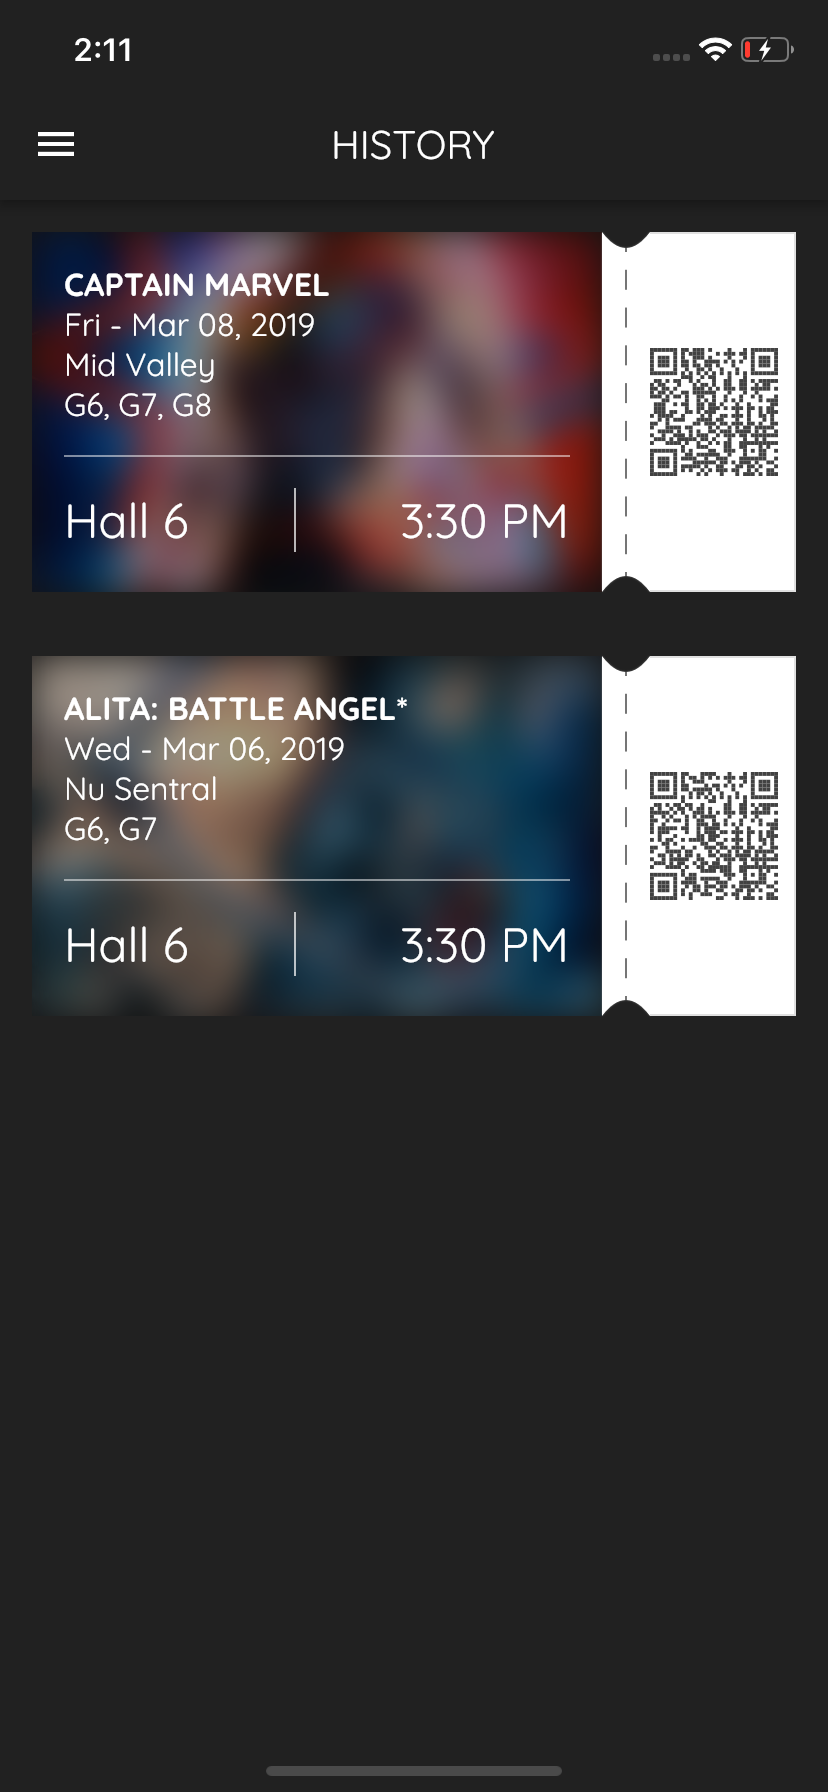 2:11
HISTORY
CAPTAIN MARVEL
Fri - Mar 08, 2019
Mid Valley
G6, G7, G8
Hall 6
3:30 PM
ALITA: BATTLE ANGEL*
Wed - Mar 06, 2019
Nu Sentral
G6, G7
Hall 6
3:30 PM